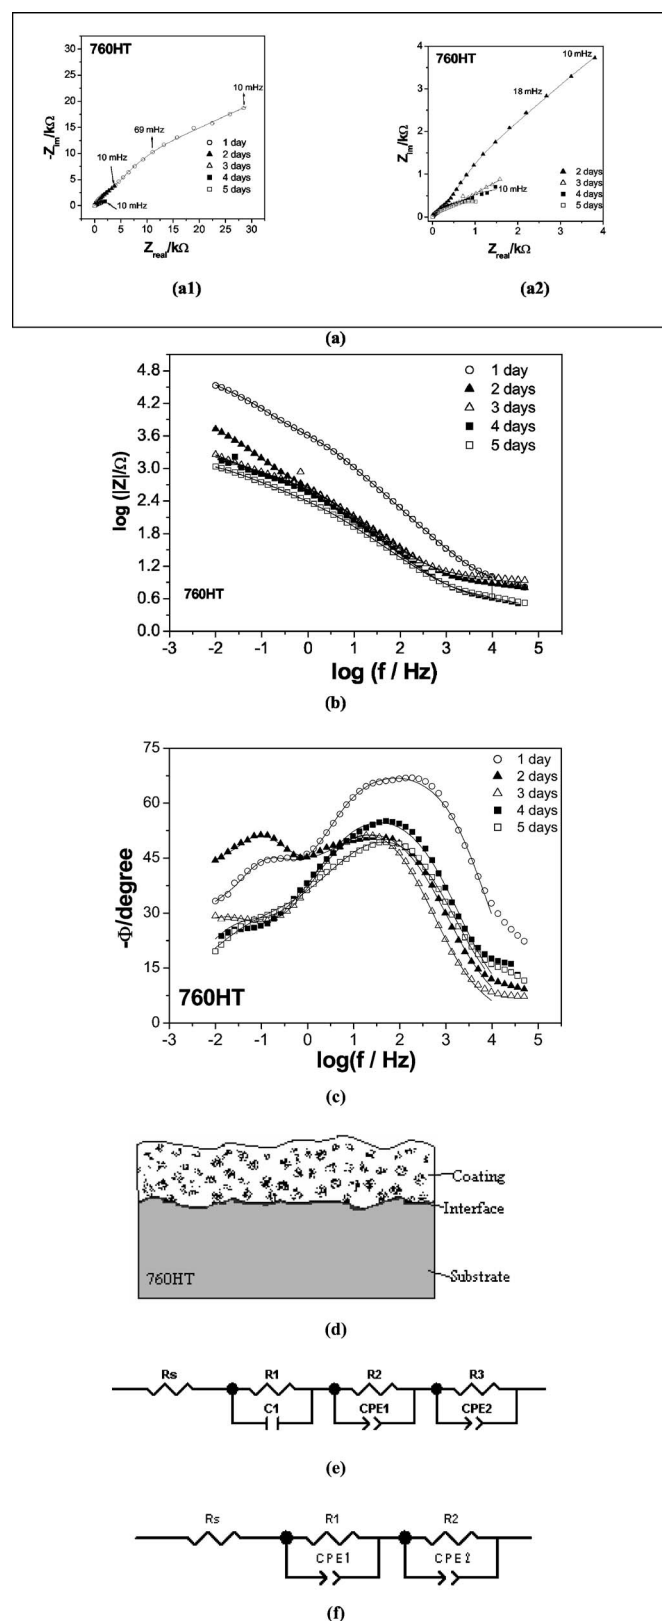 760HT
-Z_Im/kΩ
30
25
20
15
10
5
0
10 mHz
69 mHz
10 mHz
10 mHz
1 day
2 days
3 days
4 days
5 days
0 5 10 15 20 25 30
Z_real/kΩ
(a1)
760HT
Z_Im/kΩ
4
3
2
1
0
10 mHz
18 mHz
10 mHz
2 days
3 days
4 days
5 days
0 1 2 3 4
Z_real/kΩ
(a2)
(a)
log (|Z|/Ω
4.8
4.2
3.6
3.0
2.4
1.8
1.2
0.6
0.0
1 day
2 days
3 days
4 days
5 days
760HT
-3 -2 -1 0 1 2 3 4 5
log (f / Hz)
(b)
-Φ/degree
75
60
45
30
15
0
1 day
2 days
3 days
4 days
5 days
760HT
-3 -2 -1 0 1 2 3 4 5
log(f / Hz)
(c)
Coating
Interface
760HT
Substrate
(d)
Rs R1 R2 R3
C1 CPE1 CPE2
(e)
Rs R1 R2
CPE1 CPE2
(f)